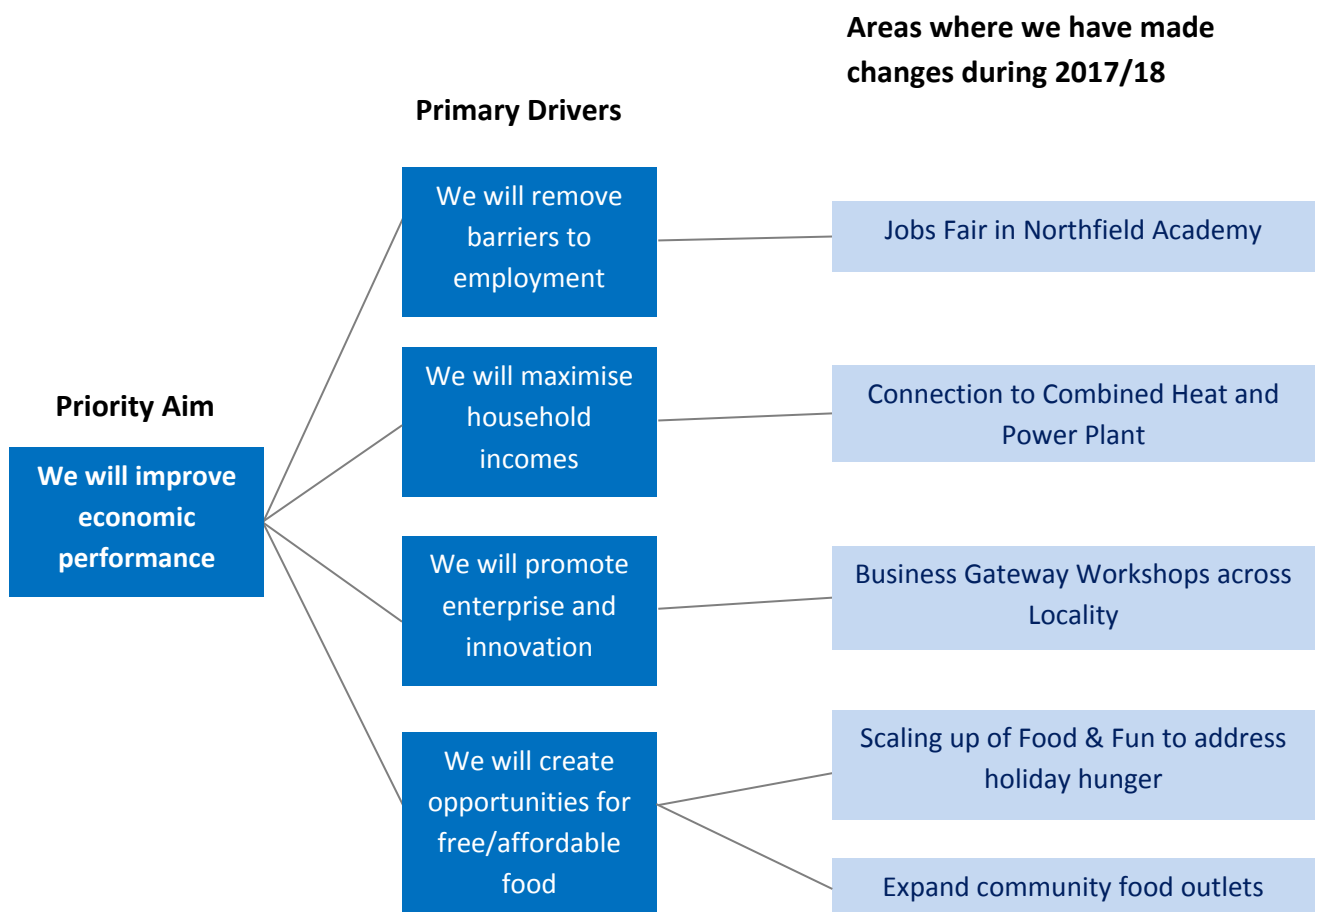 Areas where we have made
changes during 2017/18
Primary Drivers
We will remove
barriers to
employment
Jobs Fair in Northfield Academy
Priority Aim
We will improve
economic
performance
We will maximise
household
incomes
Connection to Combined Heat and
Power Plant
We will promote
enterprise and
innovation
Business Gateway Workshops across
Locality
We will create
opportunities for
free/affordable
food
Scaling up of Food & Fun to address
holiday hunger
Expand community food outlets